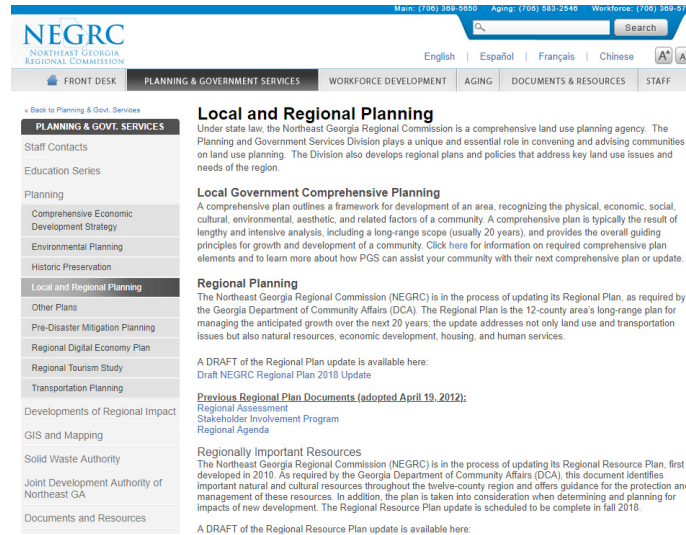 Main: (706) 369-5650 Aging: (706) 583-2546 Workforce: (706) 369-57
NEGRC
NORTHEAST GEORGIA
REGIONAL COMMISSION
Search
English | Español | Français | Chinese
A+ A
FRONT DESK PLANNING & GOVERNMENT SERVICES WORKFORCE DEVELOPMENT AGING DOCUMENTS & RESOURCES STAFF
« Back to Planning & Govt. Services
PLANNING & GOVT. SERVICES
Staff Contacts
Education Series
Planning
Comprehensive Economic
Development Strategy
Environmental Planning
Historic Preservation
Local and Regional Planning
Other Plans
Pre-Disaster Mitigation Planning
Regional Digital Economy Plan
Regional Tourism Study
Transportation Planning
Developments of Regional Impact
GIS and Mapping
Solid Waste Authority
Joint Development Authority of
Northeast GA
Documents and Resources
Local and Regional Planning
Under state law, the Northeast Georgia Regional Commission is a comprehensive land use planning agency. The
Planning and Government Services Division plays a unique and essential role in convening and advising communities
on land use planning. The Division also develops regional plans and policies that address key land use issues and
needs of the region.
Local Government Comprehensive Planning
A comprehensive plan outlines a framework for development of an area, recognizing the physical, economic, social,
cultural, environmental, aesthetic, and related factors of a community. A comprehensive plan is typically the result of
lengthy and intensive analysis, including a long-range scope (usually 20 years), and provides the overall guiding
principles for growth and development of a community. Click here for information on required comprehensive plan
elements and to learn more about how PGS can assist your community with their next comprehensive plan or update.
Regional Planning
The Northeast Georgia Regional Commission (NEGRC) is in the process of updating its Regional Plan, as required by
the Georgia Department of Community Affairs (DCA). The Regional Plan is the 12-county area's long-range plan for
managing the anticipated growth over the next 20 years; the update addresses not only land use and transportation
issues but also natural resources, economic development, housing, and human services.
A DRAFT of the Regional Plan update is available here:
Draft NEGRC Regional Plan 2018 Update
Previous Regional Plan Documents (adopted April 19, 2012):
Regional Assessment
Stakeholder Involvement Program
Regional Agenda
Regionally Important Resources
The Northeast Georgia Regional Commission (NEGRC) is in the process of updating its Regional Resource Plan, first
developed in 2010. As required by the Georgia Department of Community Affairs (DCA), this document identifies
important natural and cultural resources throughout the twelve-county region and offers guidance for the protection and
management of these resources. In addition, the plan is taken into consideration when determining and planning for
impacts of new development. The Regional Resource Plan update is scheduled to be complete in fall 2018.
A DRAFT of the Regional Resource Plan update is available here: